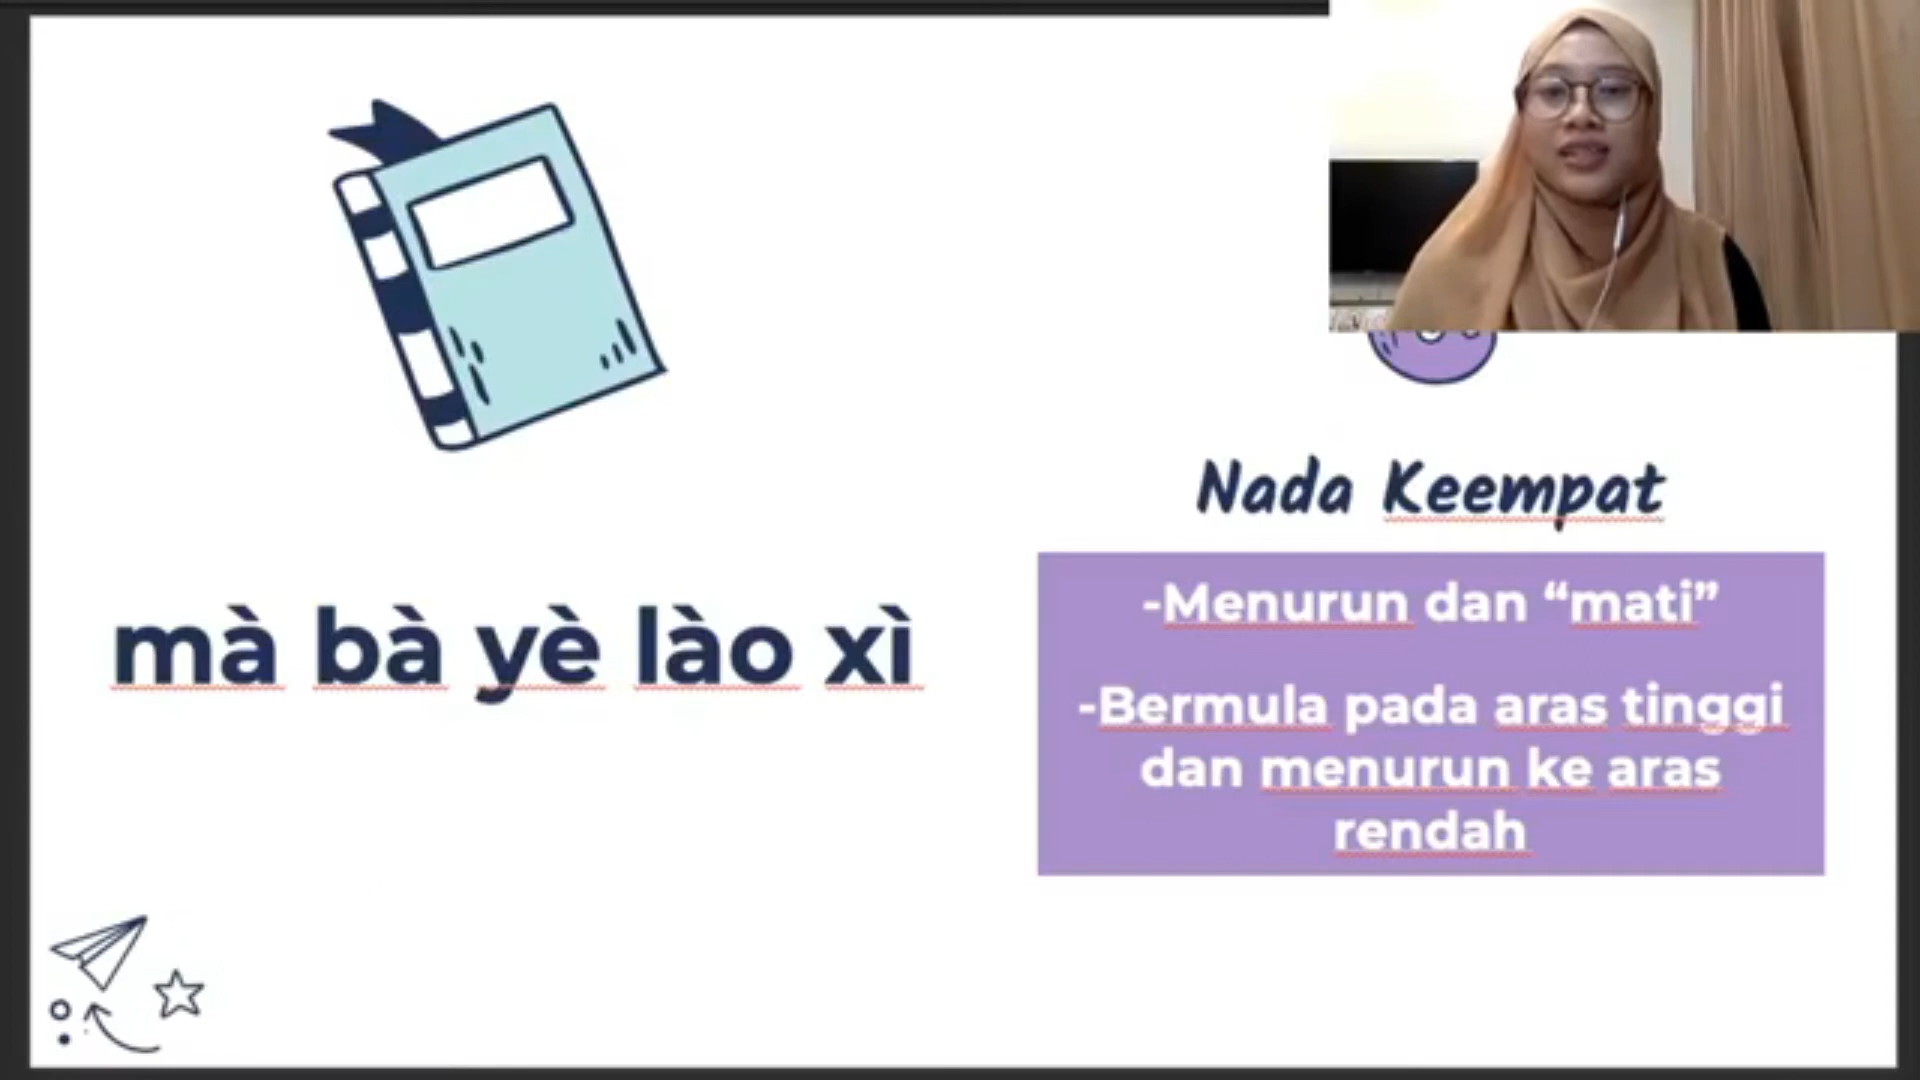 mà bà yè lào xì
Nada Keempat
-Menurun dan “mati”
-Bermula pada aras tinggi
dan menurun ke aras
rendah